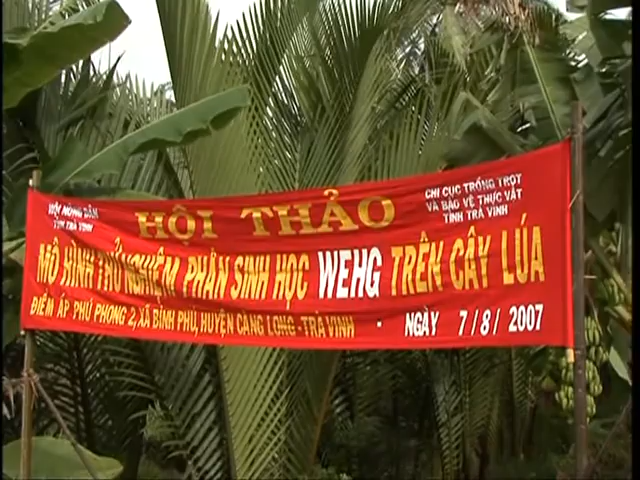 HỘI NÔNG DÂN
TỈNH TRÀ VINH
CHI CỤC TRỒNG TRỌT
VÀ BẢO VỆ THỰC VẬT
TỈNH TRÀ VINH
HỘI THẢO
MÔ HÌNH THỬ NGHIỆM PHÂN SINH HỌC WEHG TRÊN CÂY LÚA
ĐIỂM ẤP PHÚ PHONG 2, XÃ BÌNH PHÚ, HUYỆN CÀNG LONG - TRÀ VINH - NGÀY 7/8/2007